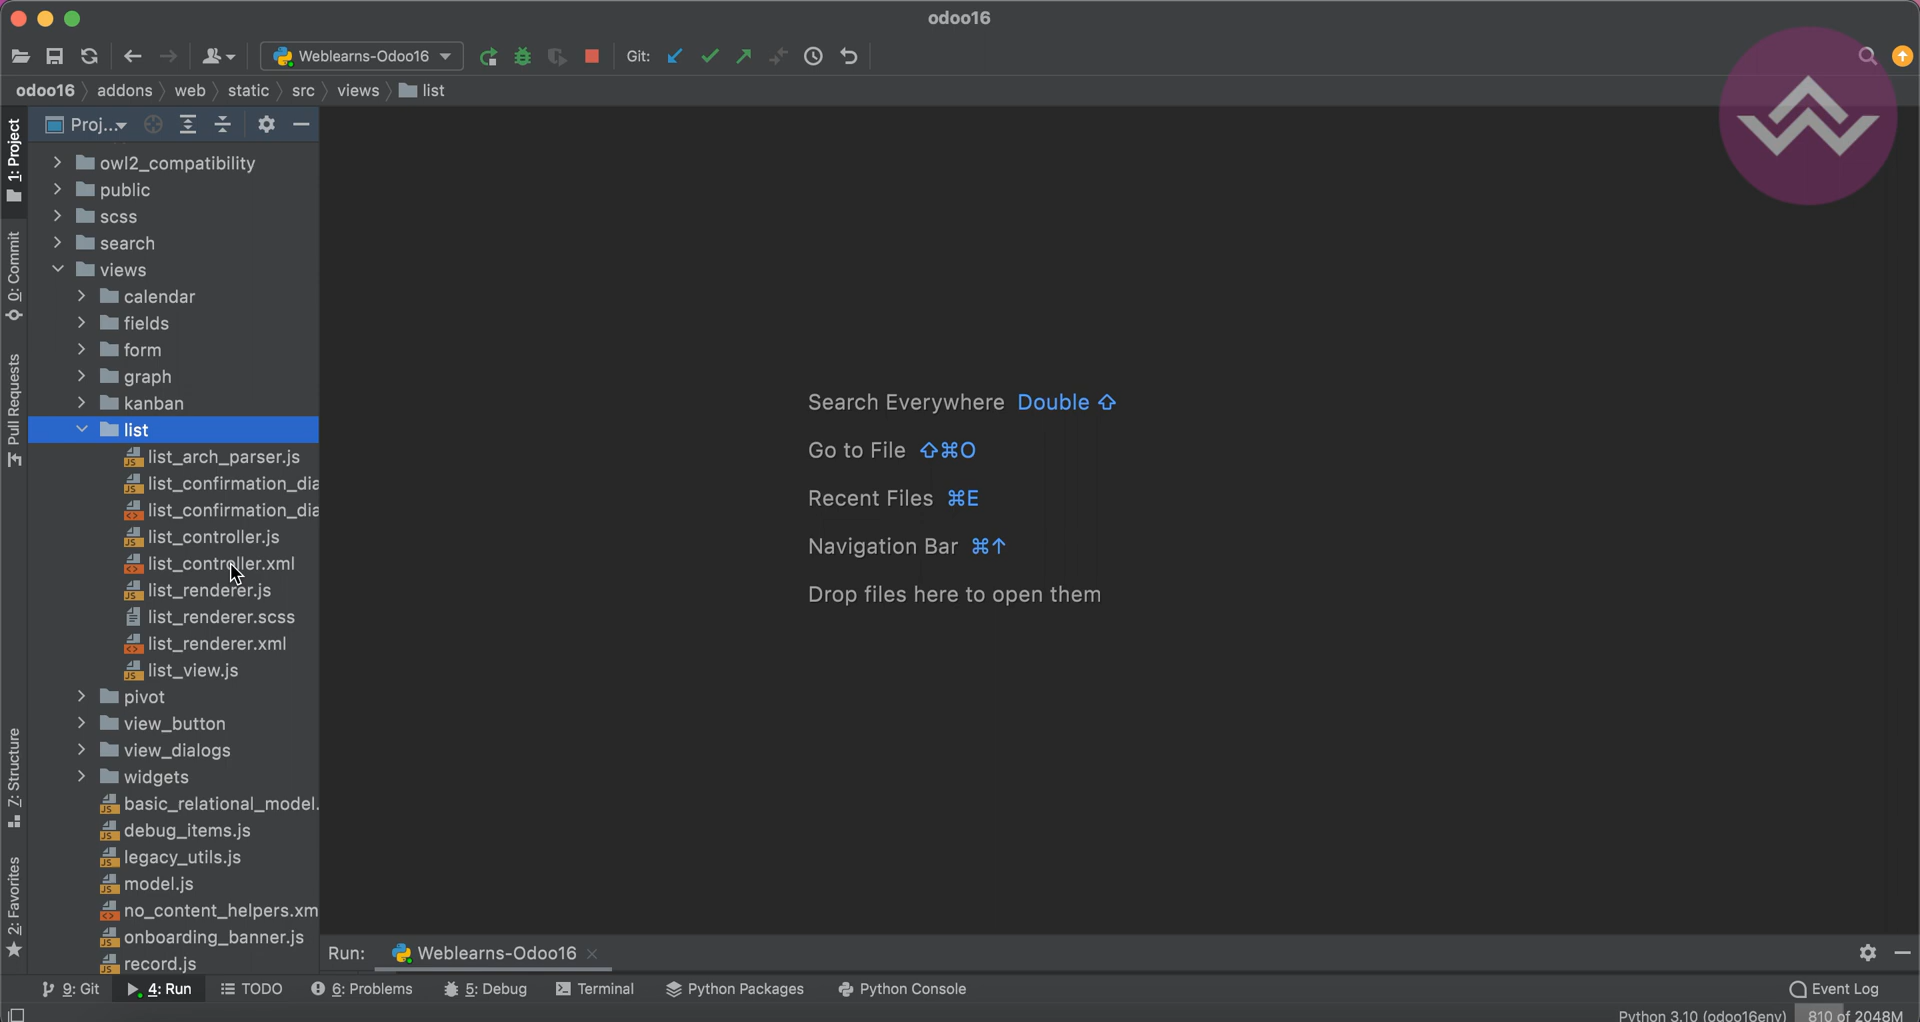 odoo16
Weblearns-Odoo16
Git:
odoo16 addons web static src views list
Proj...
1: Project
0: Commit
Pull Requests
7: Structure
2: Favorites
owl2_compatibility
public
scss
search
views
calendar
fields
form
graph
kanban
list
list_arch_parser.js
list_confirmation_dia
list_confirmation_dia
list_controller.js
list_controller.xml
list_renderer.js
list_renderer.scss
list_renderer.xml
list_view.js
pivot
view_button
view_dialogs
widgets
basic_relational_model.
debug_items.js
legacy_utils.js
model.js
no_content_helpers.xm
onboarding_banner.js
record.js
Search Everywhere Double ⇧
Go to File ⇧⌘O
Recent Files ⌘E
Navigation Bar ⌘↑
Drop files here to open them
Run: Weblearns-Odoo16
9: Git 4: Run TODO 6: Problems 5: Debug Terminal Python Packages Python Console Event Log
Python 3.10 (odoo16env) 810 of 2048M